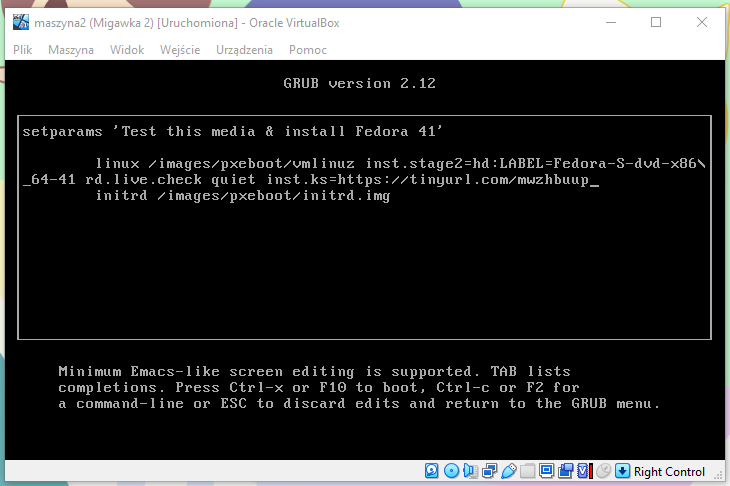 maszyna2 (Migawka 2) [Uruchomiona] - Oracle VirtualBox
Plik Maszyna Widok Wejście Urządzenia Pomoc
GRUB version 2.12
setparams 'Test this media & install Fedora 41'
linux /images/pxeboot/vmlinuz inst.stage2=hd:LABEL=Fedora-S-dvd-x86\
_64-41 rd.live.check quiet inst.ks=https://tinyurl.com/mwzhbuup_
initrd /images/pxeboot/initrd.img
Minimum Emacs-like screen editing is supported. TAB lists
completions. Press Ctrl-x or F10 to boot, Ctrl-c or F2 for
a command-line or ESC to discard edits and return to the GRUB menu.
Right Control